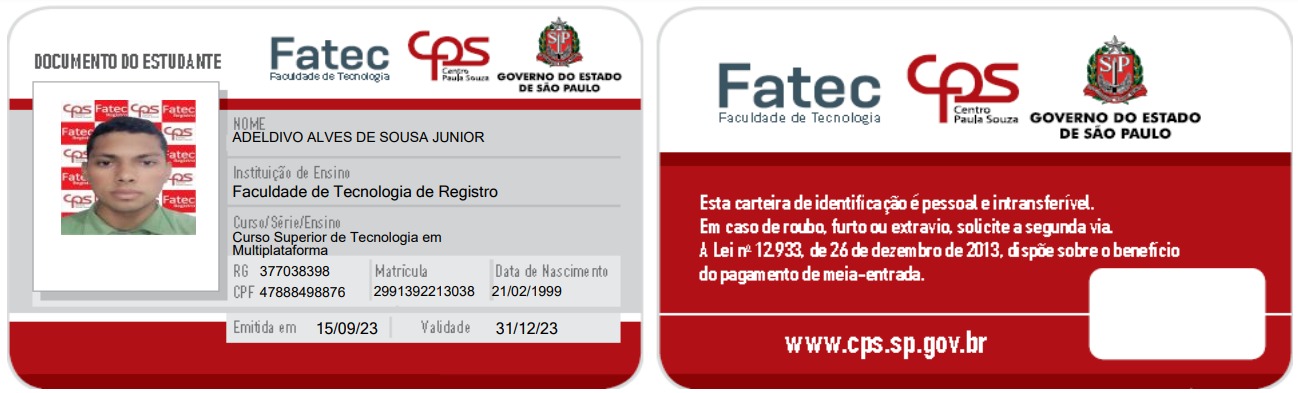 DOCUMENTO DO ESTUDANTE
Fatec
Faculdade de Tecnologia
cps
Centro
Paula Souza
SP
GOVERNO DO ESTADO
DE SÃO PAULO
NOME
ADELDIVO ALVES DE SOUSA JUNIOR
Instituição de Ensino
Faculdade de Tecnologia de Registro
Curso/Série/Ensino
Curso Superior de Tecnologia em
Multiplataforma
RG 377038398 Matrícula Data de Nascimento
CPF 47888498876 2991392213038 21/02/1999
Emitida em 15/09/23 Validade 31/12/23
Fatec
Faculdade de Tecnologia
cps
Centro
Paula Souza
SP
GOVERNO DO ESTADO
DE SÃO PAULO
Esta carteira de identificação é pessoal e intransferível.
Em caso de roubo, furto ou extravio, solicite a segunda via.
A Lei nº 12.933, de 26 de dezembro de 2013, dispõe sobre o benefício
do pagamento de meia-entrada.
www.cps.sp.gov.br